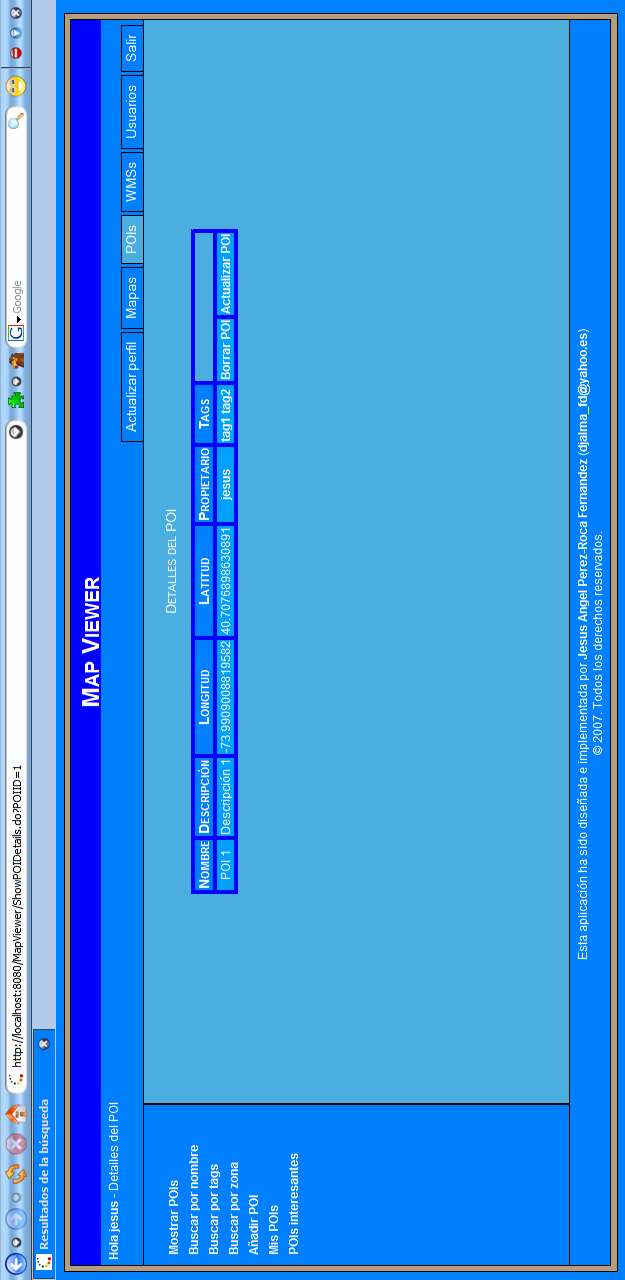 http://localhost:8080/MapViewer/ShowPOIDetails.do?POIID=1
Google
Resultados de la búsqueda
MAP VIEWER
Hola jesus - Detalles del POI
Actualizar perfil Mapas POIs WMSs Usuarios Salir
Mostrar POIs
Buscar por nombre
Buscar por tags
Buscar por zona
Añadir POI
Mis POIs
POIs interesantes
DETALLES DEL POI
NOMBRE DESCRIPCIÓN LONGITUD LATITUD PROPIETARIO TAGS
POI 1 Descripción 1 -73.9909008819582 40.7076898630891 jesus tag1 tag2 Borrar POI Actualizar POI
Esta aplicación ha sido diseñada e implementada por Jesus Angel Perez-Roca Fernandez (djalma_fd@yahoo.es)
© 2007. Todos los derechos reservados.